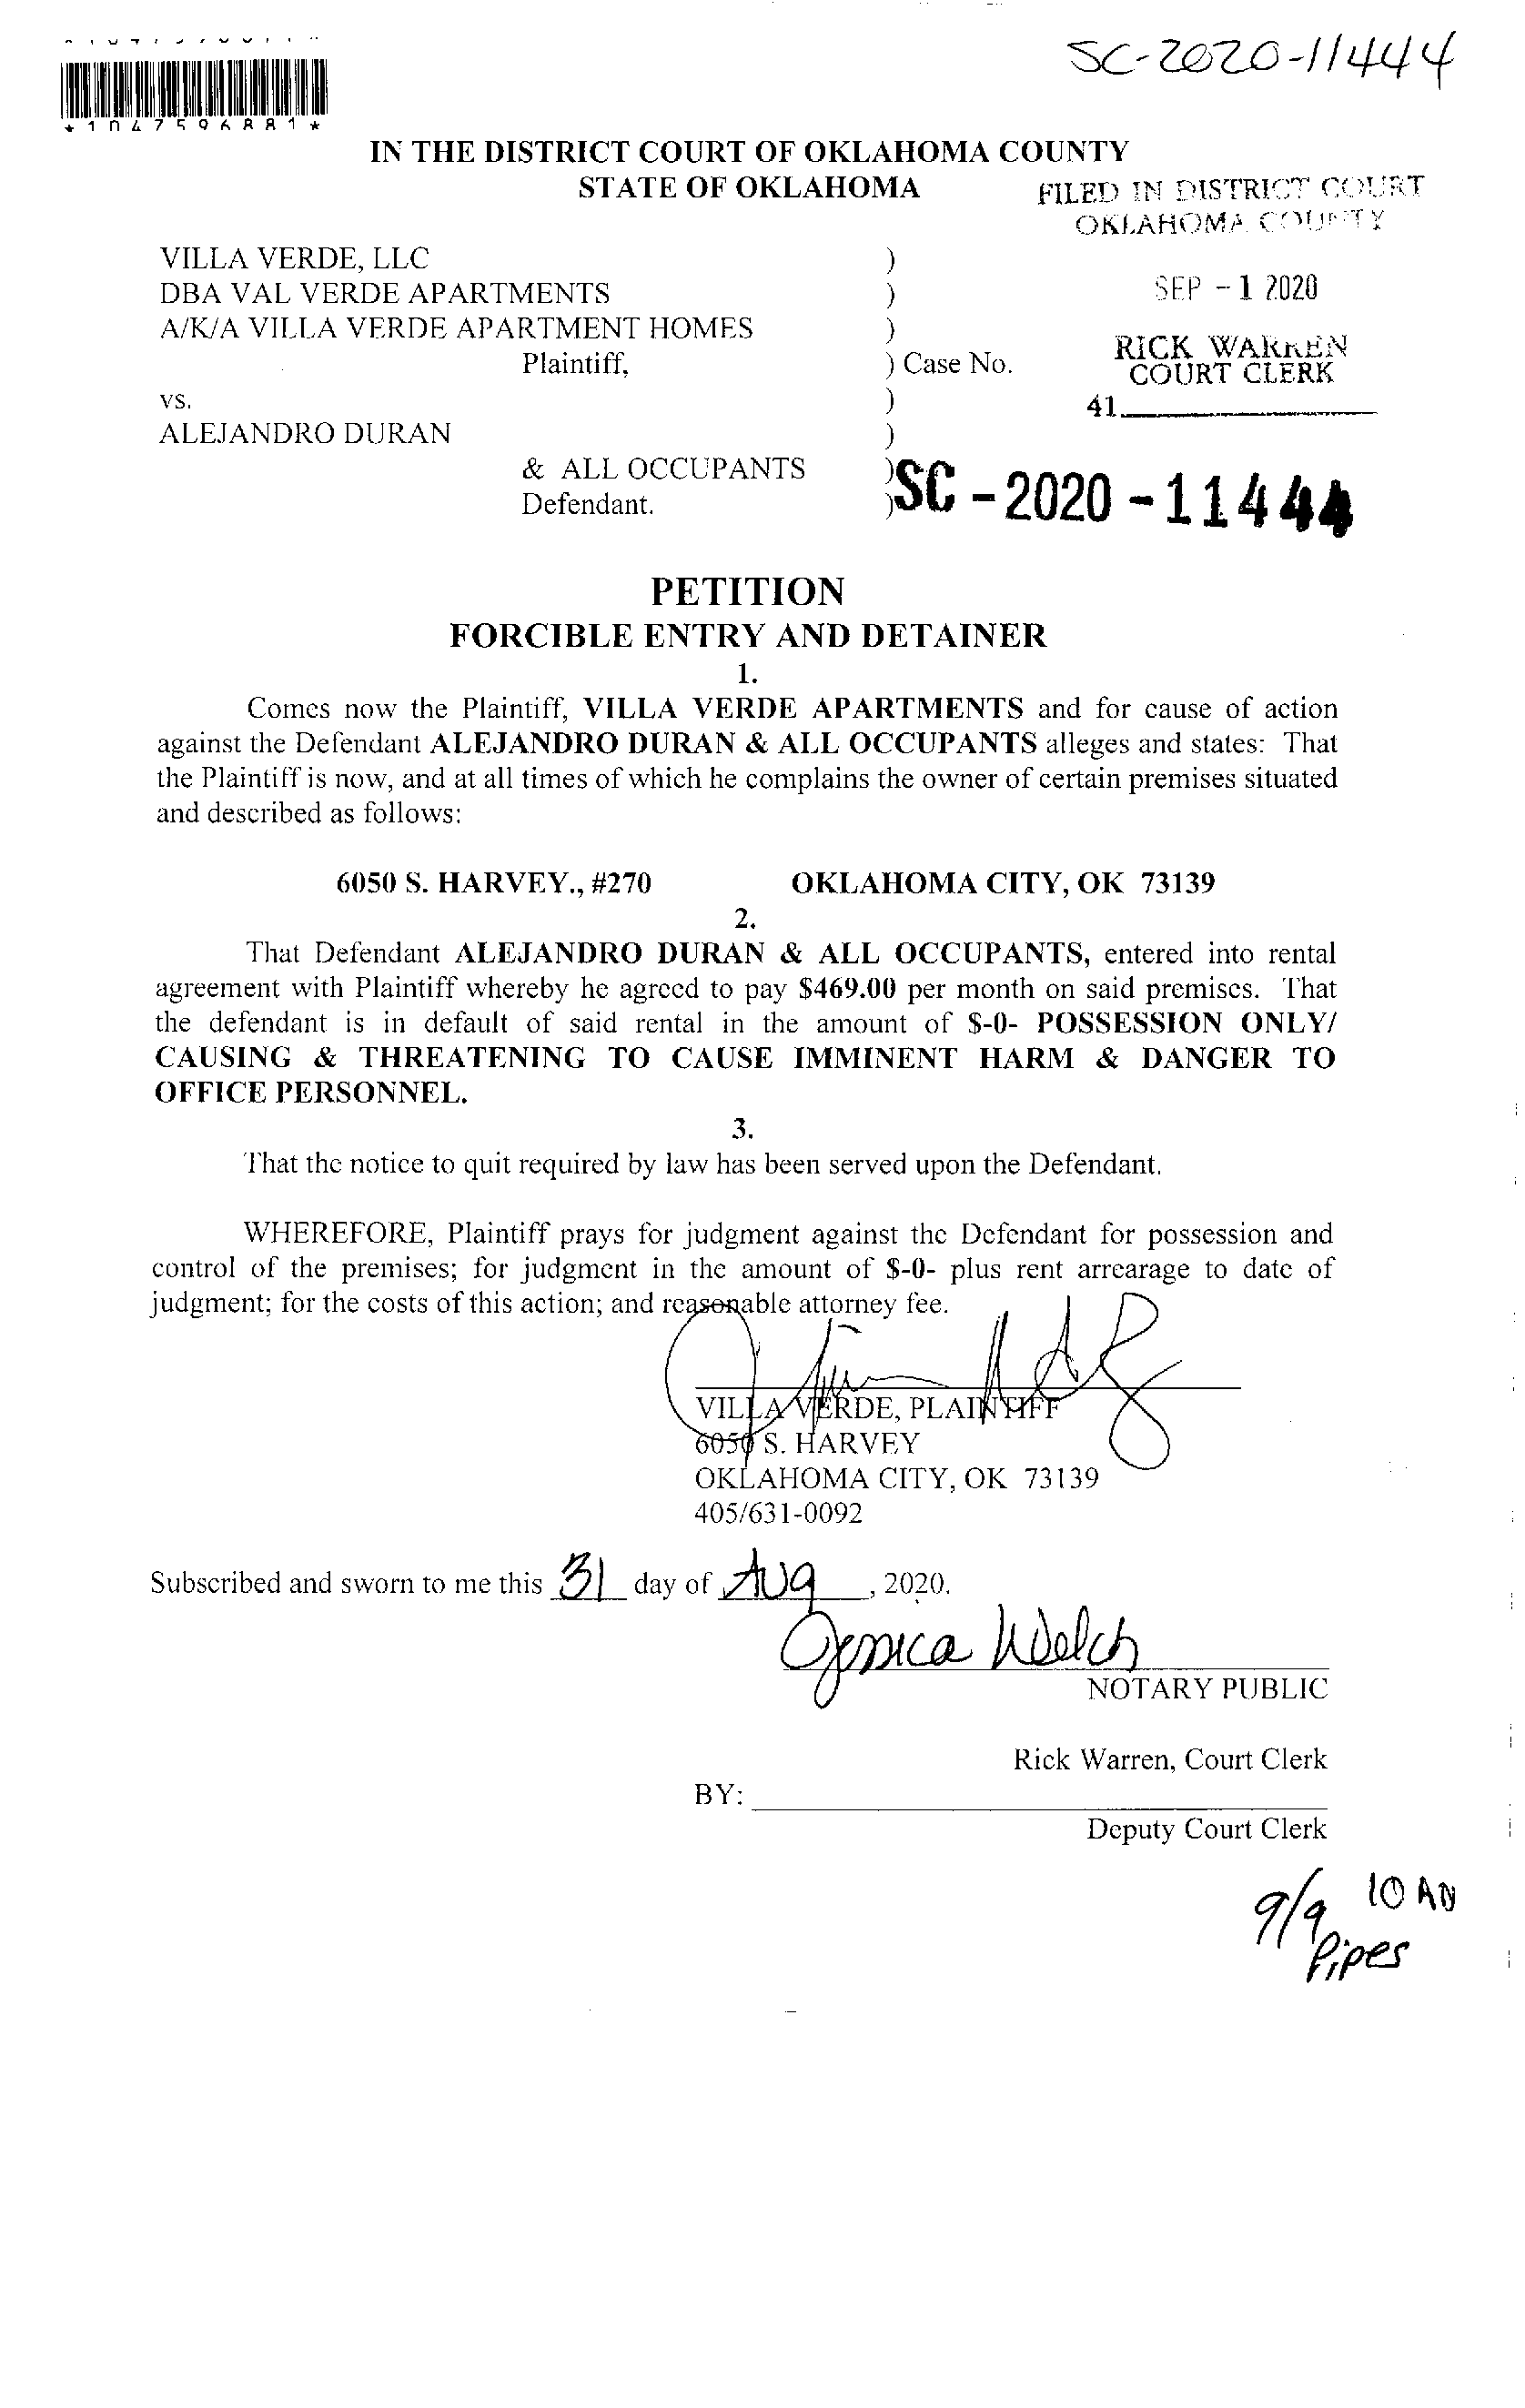 SC-2020-11444
*1047596881*
IN THE DISTRICT COURT OF OKLAHOMA COUNTY
STATE OF OKLAHOMA
FILED IN DISTRICT COURT
OKLAHOMA COUNTY
VILLA VERDE, LLC )
DBA VAL VERDE APARTMENTS )
SEP -1 2020
A/K/A VILLA VERDE APARTMENT HOMES )
Plaintiff, ) Case No.
RICK WARREN
COURT CLERK
vs. )
41
ALEJANDRO DURAN )
& ALL OCCUPANTS )
Defendant. )
SC-2020-11444
PETITION
FORCIBLE ENTRY AND DETAINER
1.
Comes now the Plaintiff, VILLA VERDE APARTMENTS and for cause of action
against the Defendant ALEJANDRO DURAN & ALL OCCUPANTS alleges and states: That
the Plaintiff is now, and at all times of which he complains the owner of certain premises situated
and described as follows:
6050 S. HARVEY., #270 OKLAHOMA CITY, OK 73139
2.
That Defendant ALEJANDRO DURAN & ALL OCCUPANTS, entered into rental
agreement with Plaintiff whereby he agreed to pay $469.00 per month on said premises. That
the defendant is in default of said rental in the amount of $-0- POSSESSION ONLY/
CAUSING & THREATENING TO CAUSE IMMINENT HARM & DANGER TO
OFFICE PERSONNEL.
3.
That the notice to quit required by law has been served upon the Defendant.
WHEREFORE, Plaintiff prays for judgment against the Defendant for possession and
control of the premises; for judgment in the amount of $-0- plus rent arrearage to date of
judgment; for the costs of this action; and reasonable attorney fee.
VILLA VERDE, PLAINTIFF
6050 S. HARVEY
OKLAHOMA CITY, OK 73139
405/631-0092
Subscribed and sworn to me this 31 day of Aug, 2020.
Jessica Welch
NOTARY PUBLIC
Rick Warren, Court Clerk
BY:
Deputy Court Clerk
9/9 10 AM
Pipes